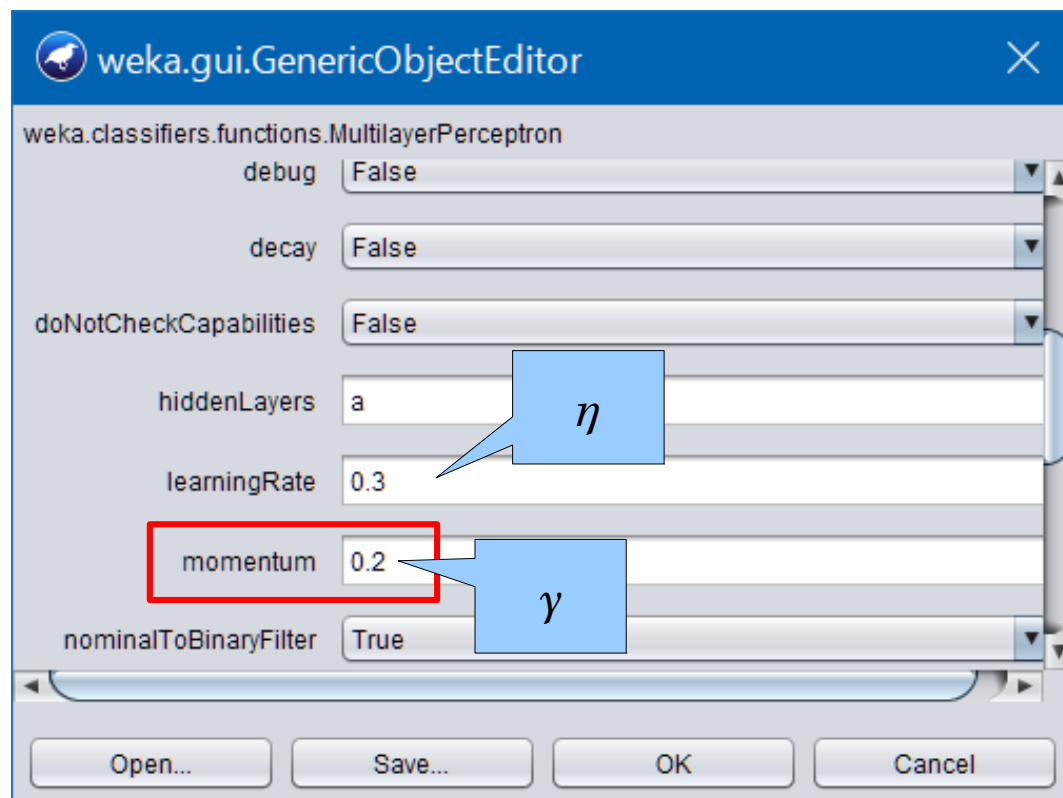 weka.gui.GenericObjectEditor
weka.classifiers.functions.MultilayerPerceptron
debug False
decay False
doNotCheckCapabilities False
hiddenLayers a
η
learningRate 0.3
momentum 0.2
γ
nominalToBinaryFilter True
Open... Save... OK Cancel